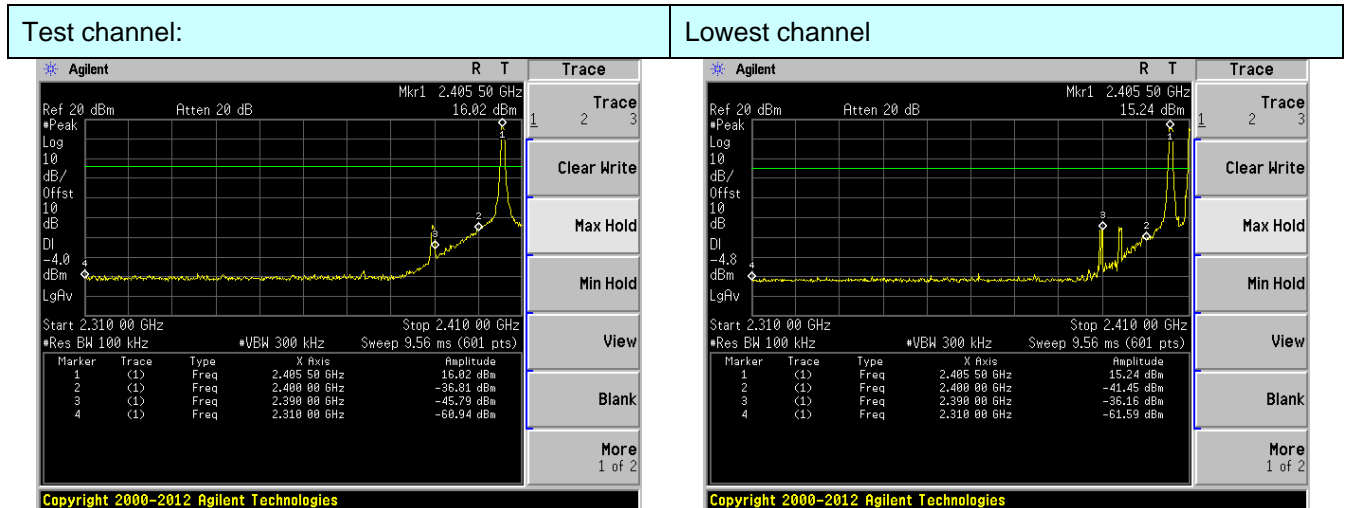 Test channel: Lowest channel
Agilent R T Trace
Mkr1 2.405 50 GHz
Ref 20 dBm Atten 20 dB 16.02 dBm
#Peak
Log
10
dB/
Offst
10
dB
DI
-4.0
dBm
LgAv
1
2
3
4
Start 2.310 00 GHz Stop 2.410 00 GHz
#Res BW 100 kHz #VBW 300 kHz Sweep 9.56 ms (601 pts)
Marker Trace Type X Axis Amplitude
1 (1) Freq 2.405 50 GHz 16.02 dBm
2 (1) Freq 2.400 00 GHz -36.81 dBm
3 (1) Freq 2.390 00 GHz -45.79 dBm
4 (1) Freq 2.310 00 GHz -60.94 dBm
Trace
1 2 3
Clear Write
Max Hold
Min Hold
View
Blank
More
1 of 2
Copyright 2000-2012 Agilent Technologies
Agilent R T Trace
Mkr1 2.405 50 GHz
Ref 20 dBm Atten 20 dB 15.24 dBm
#Peak
Log
10
dB/
Offst
10
dB
DI
-4.8
dBm
LgAv
1
3
2
4
Start 2.310 00 GHz Stop 2.410 00 GHz
#Res BW 100 kHz #VBW 300 kHz Sweep 9.56 ms (601 pts)
Marker Trace Type X Axis Amplitude
1 (1) Freq 2.405 50 GHz 15.24 dBm
2 (1) Freq 2.400 00 GHz -41.45 dBm
3 (1) Freq 2.390 00 GHz -36.16 dBm
4 (1) Freq 2.310 00 GHz -61.59 dBm
Trace
1 2 3
Clear Write
Max Hold
Min Hold
View
Blank
More
1 of 2
Copyright 2000-2012 Agilent Technologies